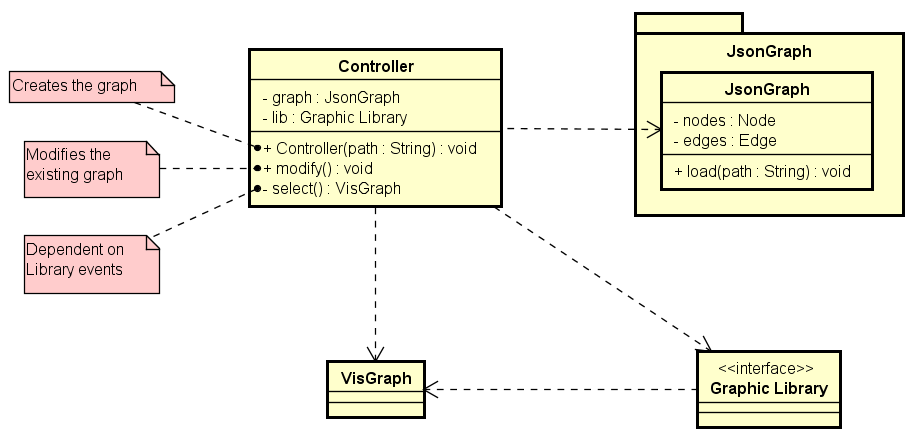 Creates the graph
Modifies the
existing graph
Dependent on
Library events
Controller
- graph : JsonGraph
- lib : Graphic Library
+ Controller(path : String) : void
+ modify() : void
- select() : VisGraph
JsonGraph
JsonGraph
- nodes : Node
- edges : Edge
+ load(path : String) : void
VisGraph
<<interface>>
Graphic Library